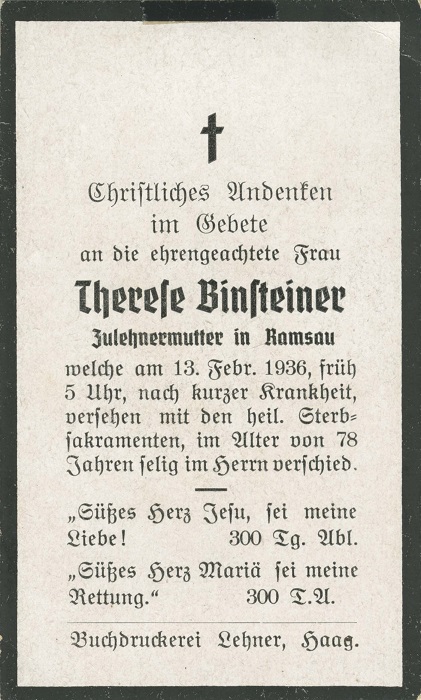 Christliches Andenken
im Gebete
an die ehrengeachtete Frau
Therese Binsteiner
Zulehnermutter in Ramsau
welche am 13. Febr. 1936, früh
5 Uhr, nach kurzer Krankheit,
versehen mit den heil. Sterb-
sakramenten, im Alter von 78
Jahren selig im Herrn verschied.
„Süßes Herz Jesu, sei meine
Liebe! 300 Tg. Abl.
„Süßes Herz Mariä sei meine
Rettung.“ 300 T.A.
Buchdruckerei Lehner, Haag.